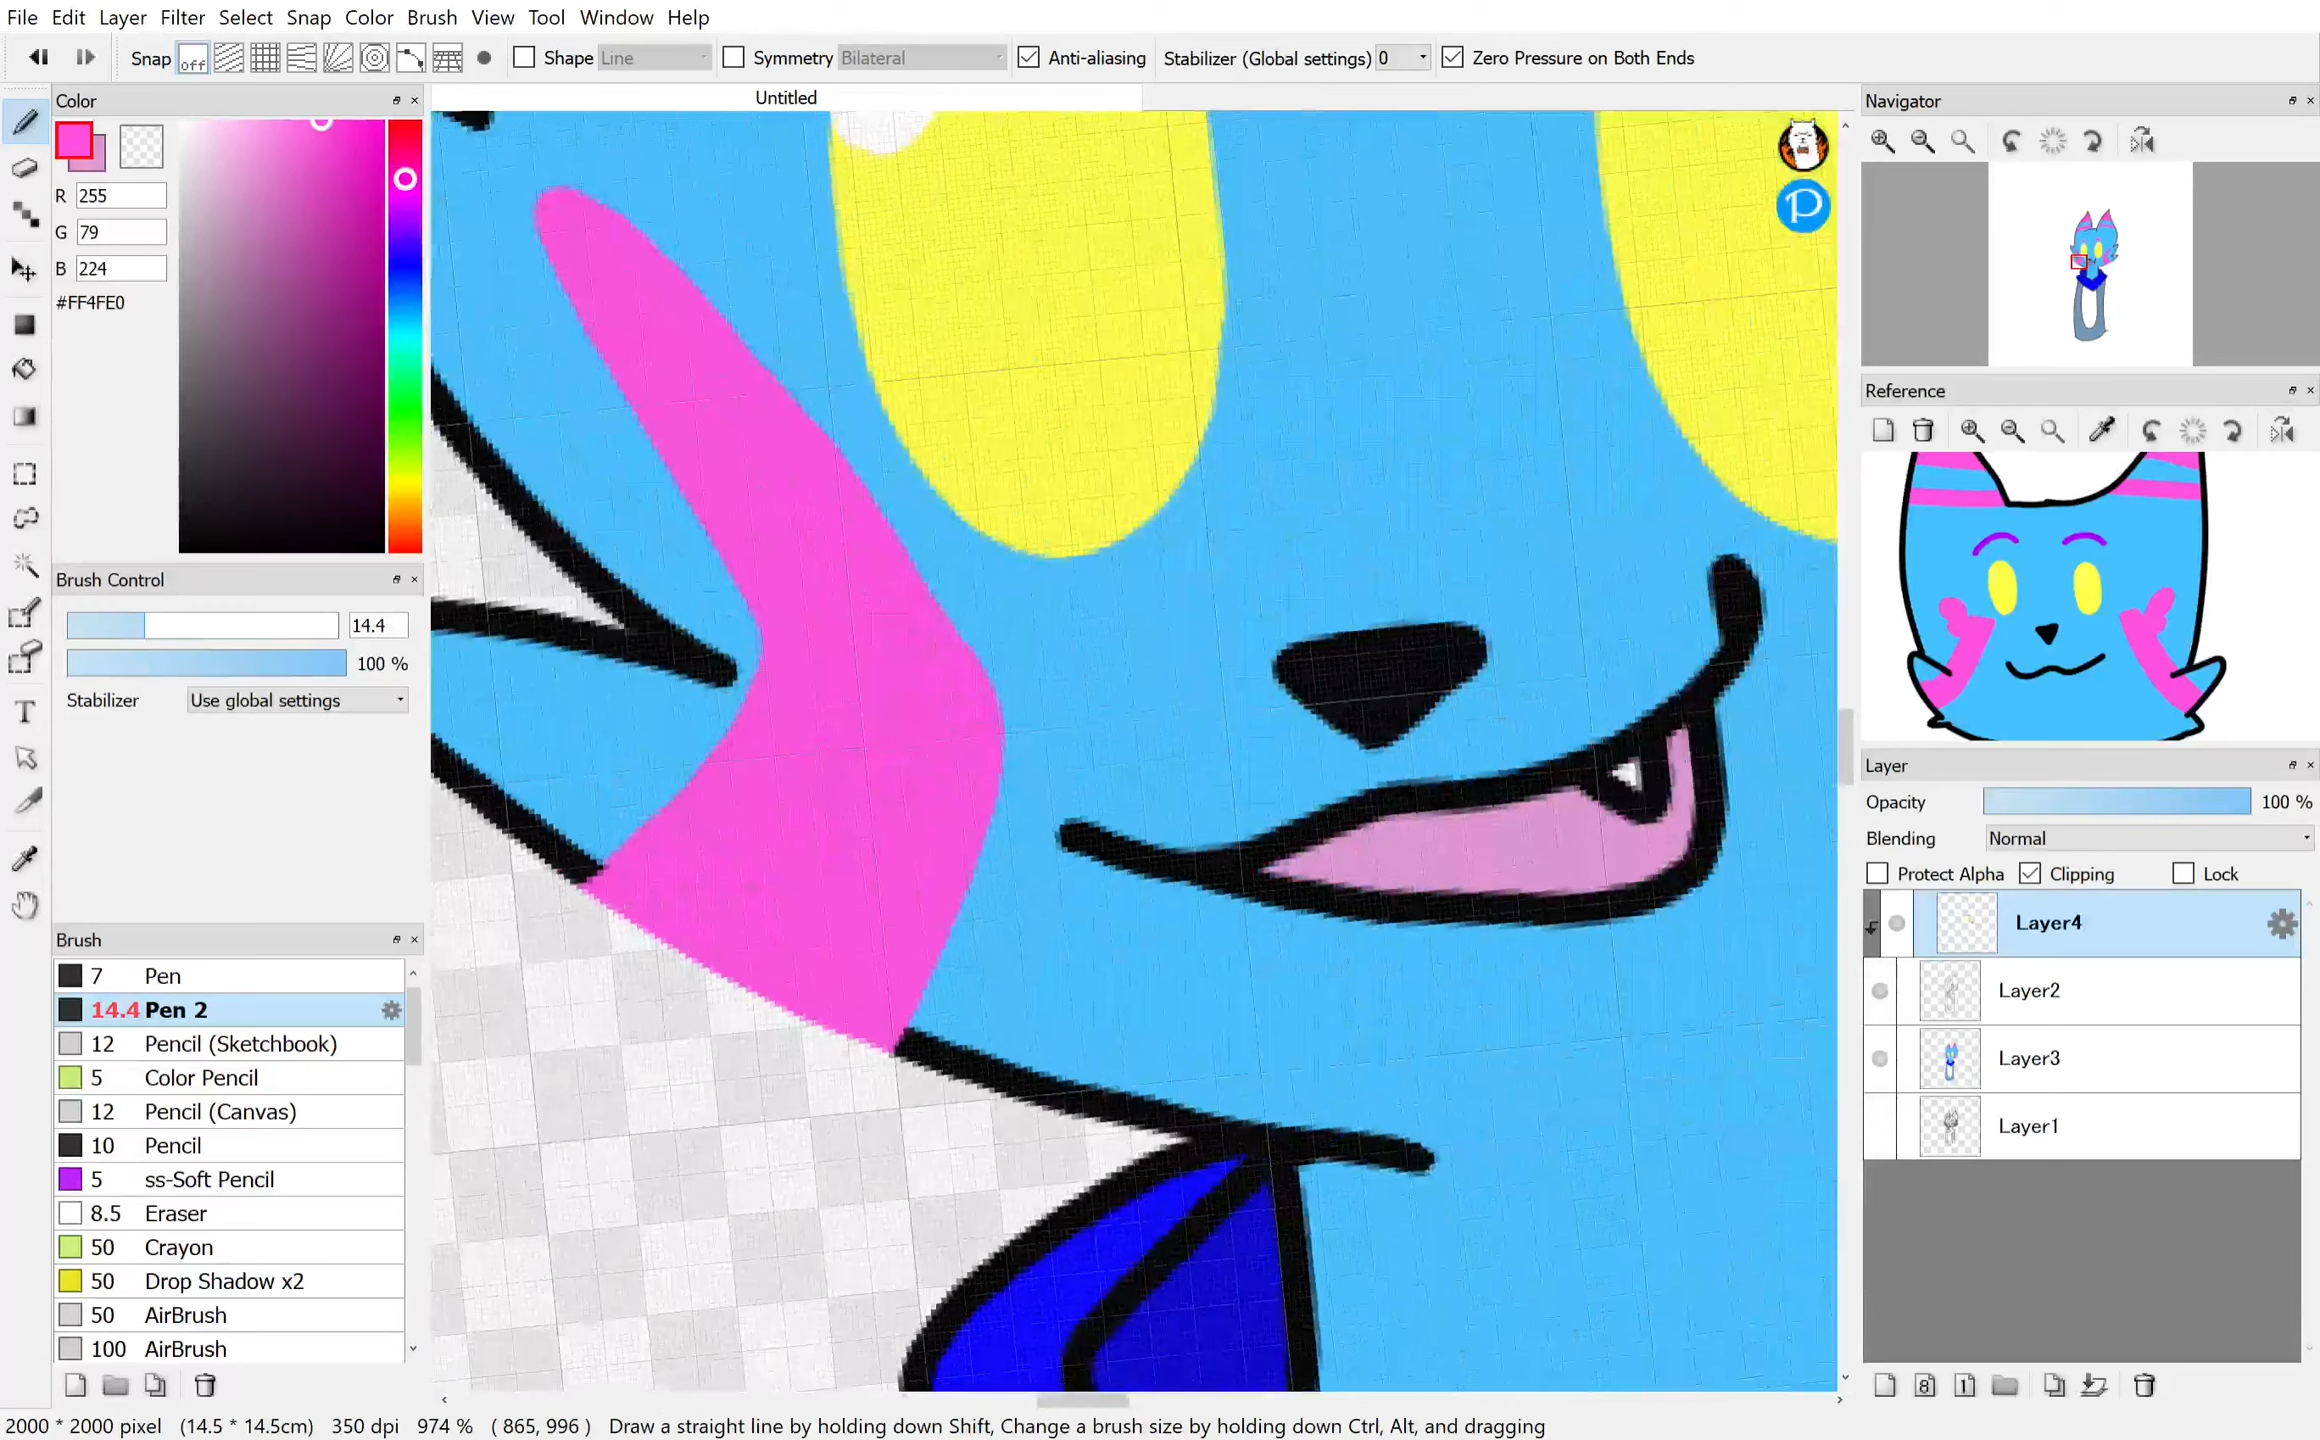 File Edit Layer Filter Select Snap Color Brush View Tool Window Help
Snap off Shape Line Symmetry Bilateral Anti-aliasing Stabilizer (Global settings) 0 Zero Pressure on Both Ends
Color
R 255
G 79
B 224
#FF4FE0
Brush Control
14.4
100 %
Stabilizer Use global settings
Brush
7 Pen
14.4 Pen 2
12 Pencil (Sketchbook)
5 Color Pencil
12 Pencil (Canvas)
10 Pencil
5 ss-Soft Pencil
8.5 Eraser
50 Crayon
50 Drop Shadow x2
50 AirBrush
100 AirBrush
Untitled
P
Navigator
Reference
Layer
Opacity 100 %
Blending Normal
Protect Alpha Clipping Lock
Layer4
Layer2
Layer3
Layer1
8 1
T
2000 * 2000 pixel (14.5 * 14.5cm) 350 dpi 974 % ( 865, 996 ) Draw a straight line by holding down Shift, Change a brush size by holding down Ctrl, Alt, and dragging